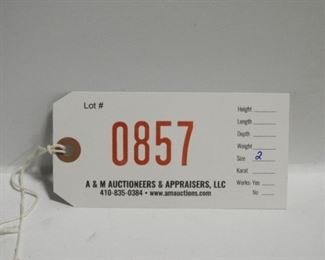 Lot #
0857
Height
Length
Depth
Weight
Size 2
Karat
Works: Yes
No
A & M AUCTIONEERS & APPRAISERS, LLC
410-835-0384 • www.amauctions.com